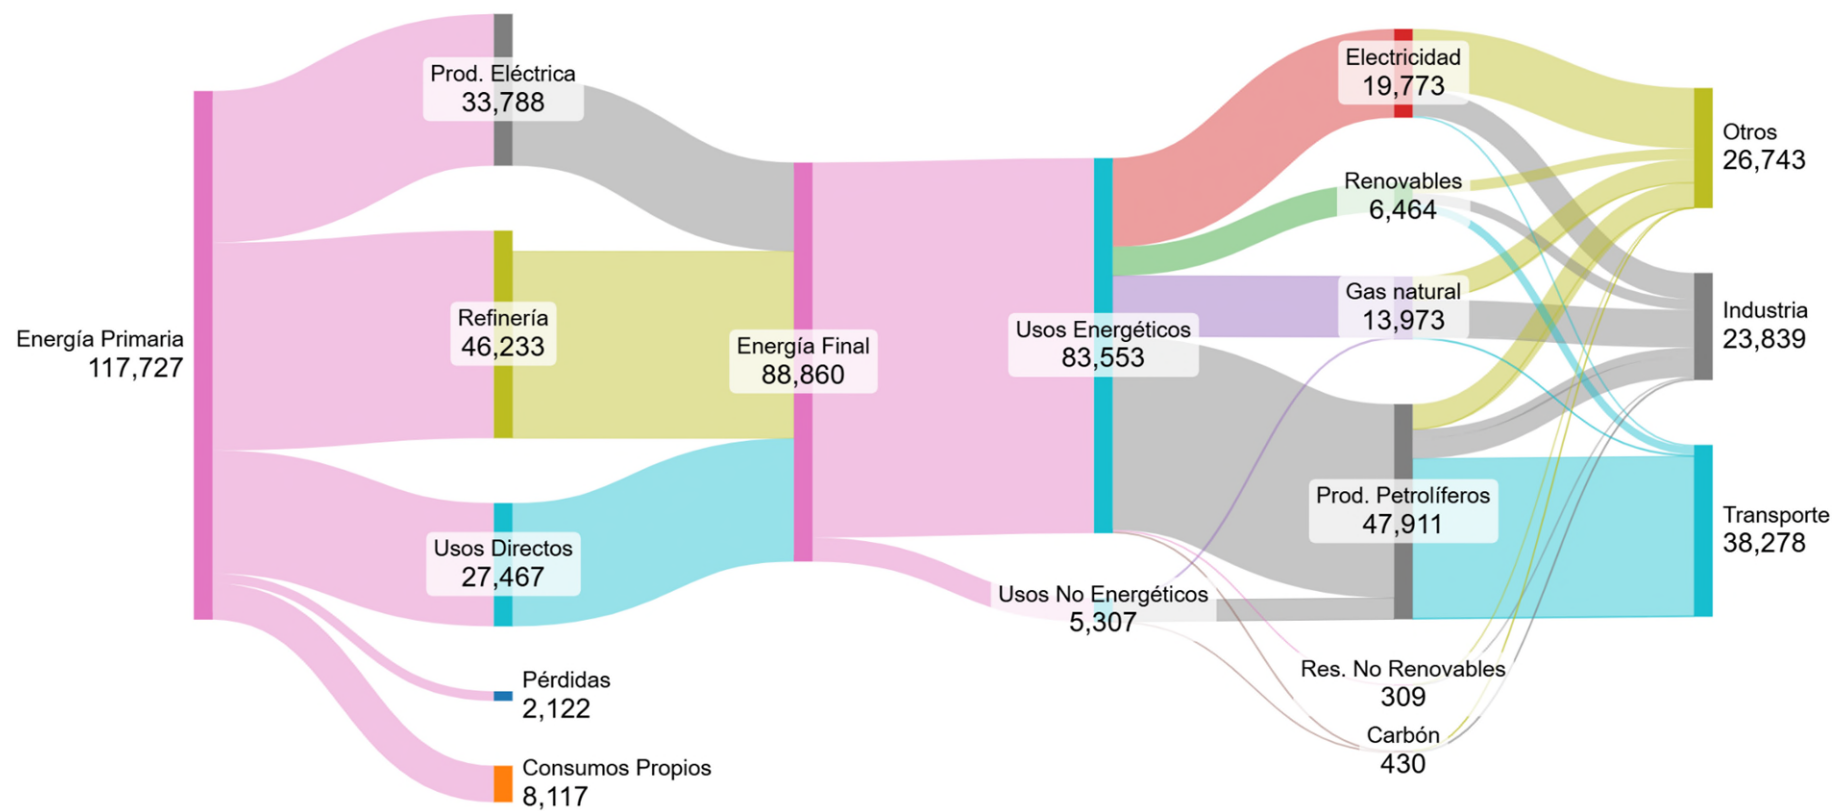 Energía Primaria
117,727
Prod. Eléctrica
33,788
Refinería
46,233
Usos Directos
27,467
Pérdidas
2,122
Consumos Propios
8,117
Energía Final
88,860
Usos Energéticos
83,553
Usos No Energéticos
5,307
Electricidad
19,773
Renovables
6,464
Gas natural
13,973
Prod. Petrolíferos
47,911
Res. No Renovables
309
Carbón
430
Otros
26,743
Industria
23,839
Transporte
38,278